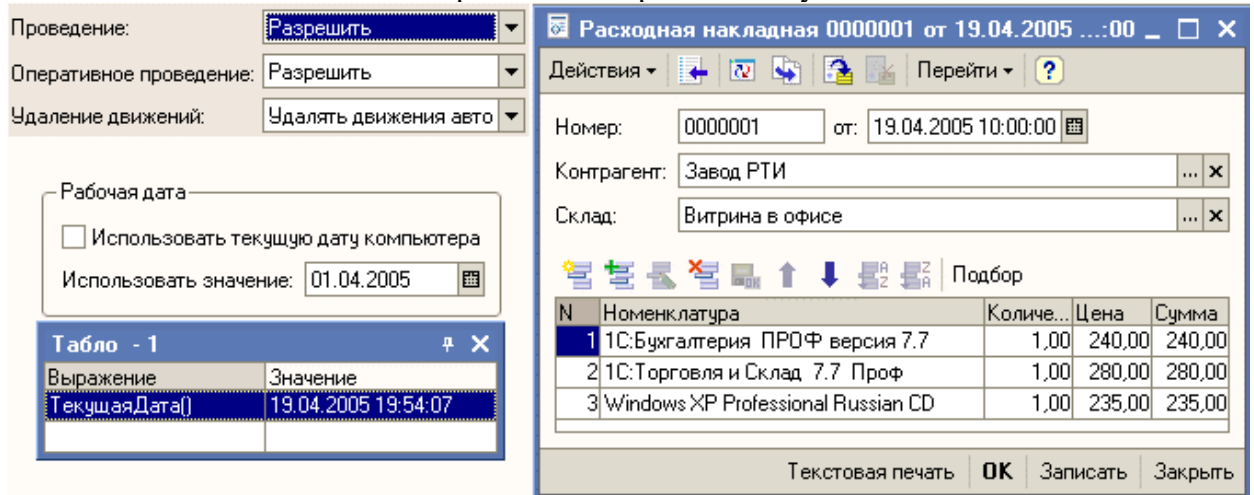 Проведение: Разрешить
Оперативное проведение: Разрешить
Удаление движений: Удалять движения авто
Рабочая дата
Использовать текущую дату компьютера
Использовать значение: 01.04.2005
Табло - 1
Выражение Значение
ТекущаяДата() 19.04.2005 19:54:07
Расходная накладная 0000001 от 19.04.2005 ...:00
Действия Перейти ?
Номер: 0000001 от: 19.04.2005 10:00:00
Контрагент: Завод РТИ ... x
Склад: Витрина в офисе ... x
Подбор
N Номенклатура Количе... Цена Сумма
1 1С:Бухгалтерия ПРОФ версия 7.7 1,00 240,00 240,00
2 1С:Торговля и Склад 7.7 Проф 1,00 280,00 280,00
3 Windows XP Professional Russian CD 1,00 235,00 235,00
Текстовая печать OK Записать Закрыть